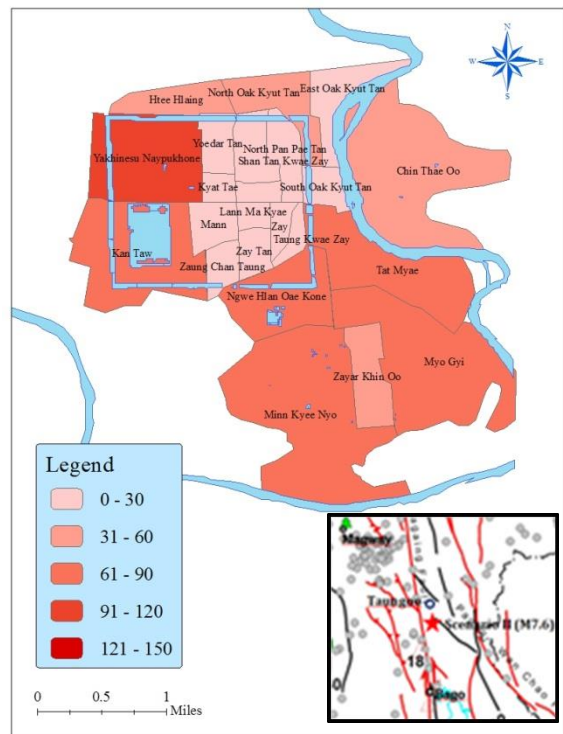 N
W E
S
North Oak Kyut Tan
East Oak Kyut Tan
Htee Hlaing
Yoedar Tan
North Pan Pae Tan
Yakhinesu Naypukhone
Shan Tan
Kwae Zay
Chin Thae Oo
Kyat Tae
South Oak Kyut Tan
Lann Ma Kyae
Mann
Zay
Taung Kwae Zay
Kan Taw
Zay Tan
Zaung Chan Taung
Tat Myae
Ngwe Hlan Oae Kone
Myo Gyi
Zayar Khin Oo
Minn Kyee Nyo
Legend
0 - 30
31 - 60
61 - 90
91 - 120
121 - 150
0 0.5 1
Miles
Magway
Taungoo
Scenario II (M7.6)
18
Bago
0